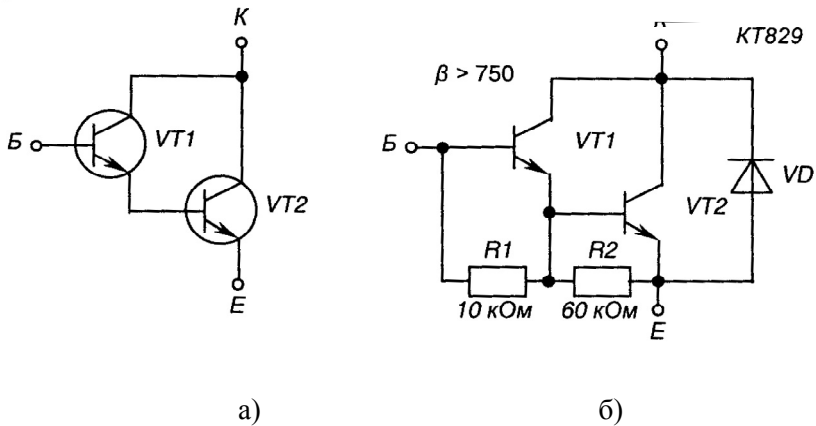 К
Б
VT1
VT2
Е
а)
К
КТ829
β > 750
Б
VT1
VT2
VD
R1
10 кОм
R2
60 кОм
Е
б)